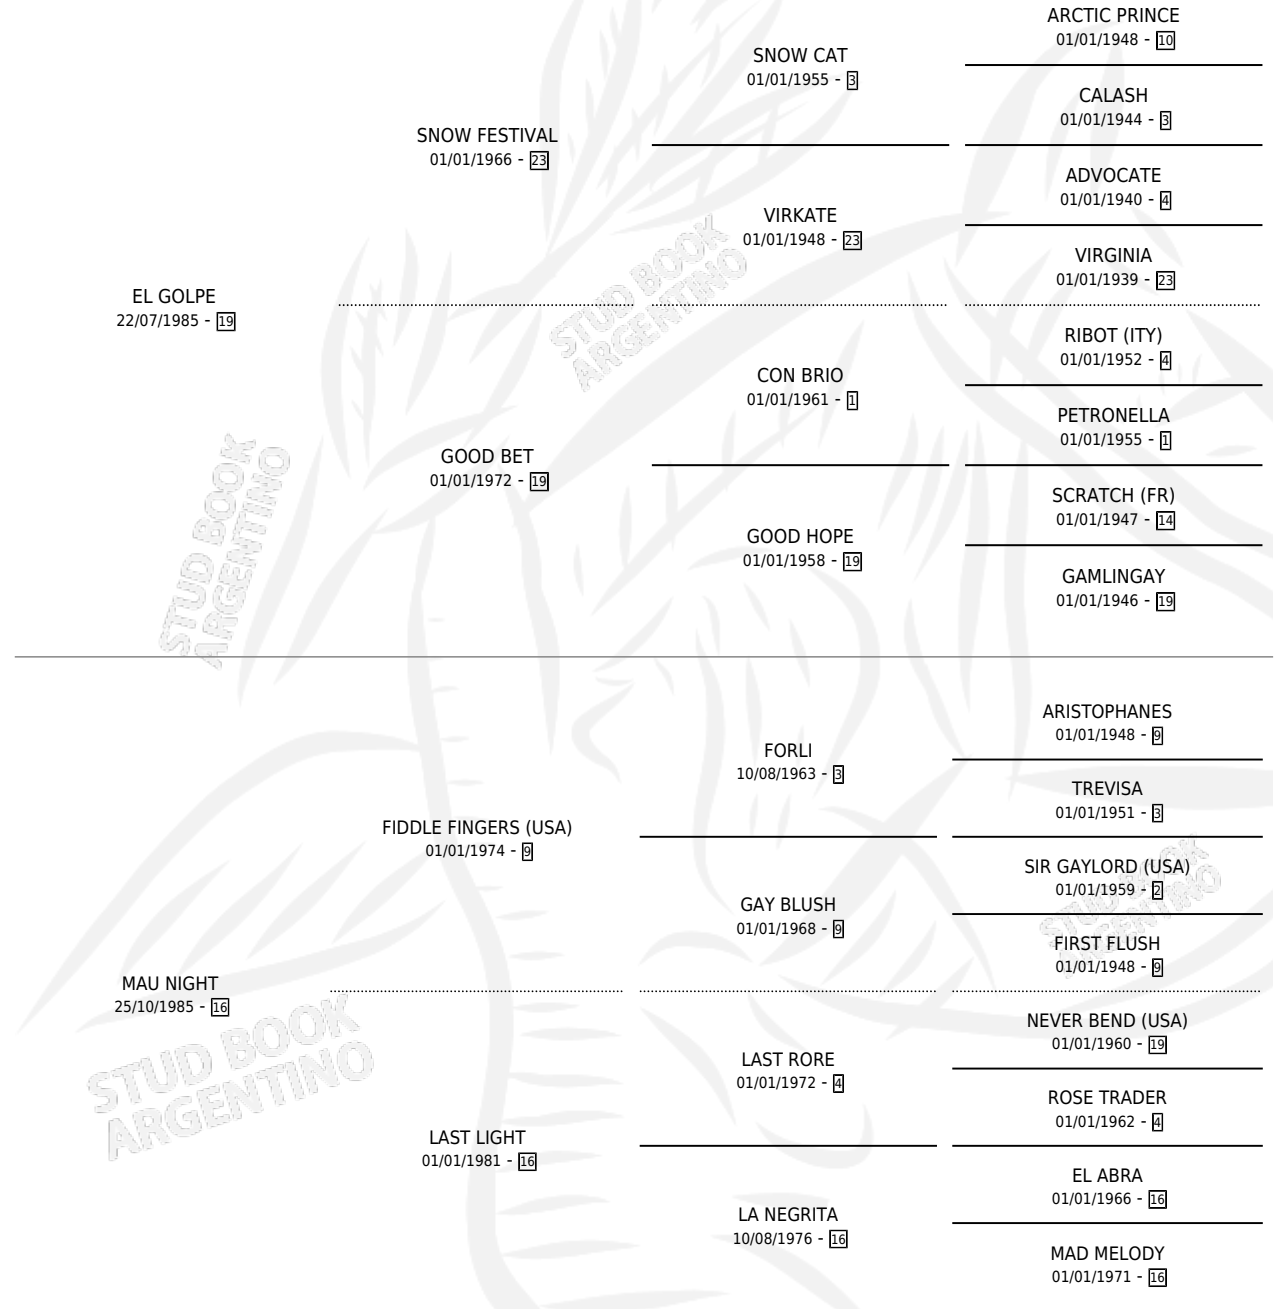 ARCTIC PRINCE
01/01/1948 - 10
SNOW CAT
01/01/1955 - 3
CALASH
01/01/1944 - 3
SNOW FESTIVAL
01/01/1966 - 23
ADVOCATE
01/01/1940 - 4
VIRKATE
01/01/1948 - 23
VIRGINIA
01/01/1939 - 23
STUD BOOK
ARGENTINO
EL GOLPE
22/07/1985 - 19
RIBOT (ITY)
01/01/1952 - 4
CON BRIO
01/01/1961 - 1
PETRONELLA
01/01/1955 - 1
GOOD BET
01/01/1972 - 19
SCRATCH (FR)
01/01/1947 - 14
GOOD HOPE
01/01/1958 - 19
GAMLINGAY
01/01/1946 - 19
STUD BOOK
ARGENTINO
ARISTOPHANES
01/01/1948 - 9
FORLI
10/08/1963 - 3
TREVISA
01/01/1951 - 3
FIDDLE FINGERS (USA)
01/01/1974 - 9
SIR GAYLORD (USA)
01/01/1959 - 2
GAY BLUSH
01/01/1968 - 9
FIRST FLUSH
01/01/1948 - 9
STUD BOOK
ARGENTINO
MAU NIGHT
25/10/1985 - 16
NEVER BEND (USA)
01/01/1960 - 19
LAST RORE
01/01/1972 - 4
ROSE TRADER
01/01/1962 - 4
STUD BOOK
ARGENTINO
LAST LIGHT
01/01/1981 - 16
EL ABRA
01/01/1966 - 16
LA NEGRITA
10/08/1976 - 16
MAD MELODY
01/01/1971 - 16